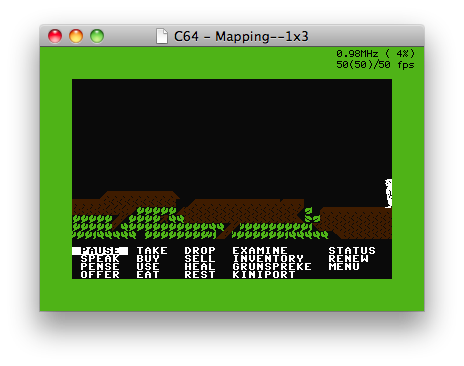 C64 - Mapping--1x3
0.98MHz ( 4%)
50(50)/50 fps
PAUSE TAKE DROP EXAMINE STATUS
SPEAK BUY SELL INVENTORY RENEW
PENSE USE HEAL GRUNSPREKE MENU
OFFER EAT REST KINIPORT